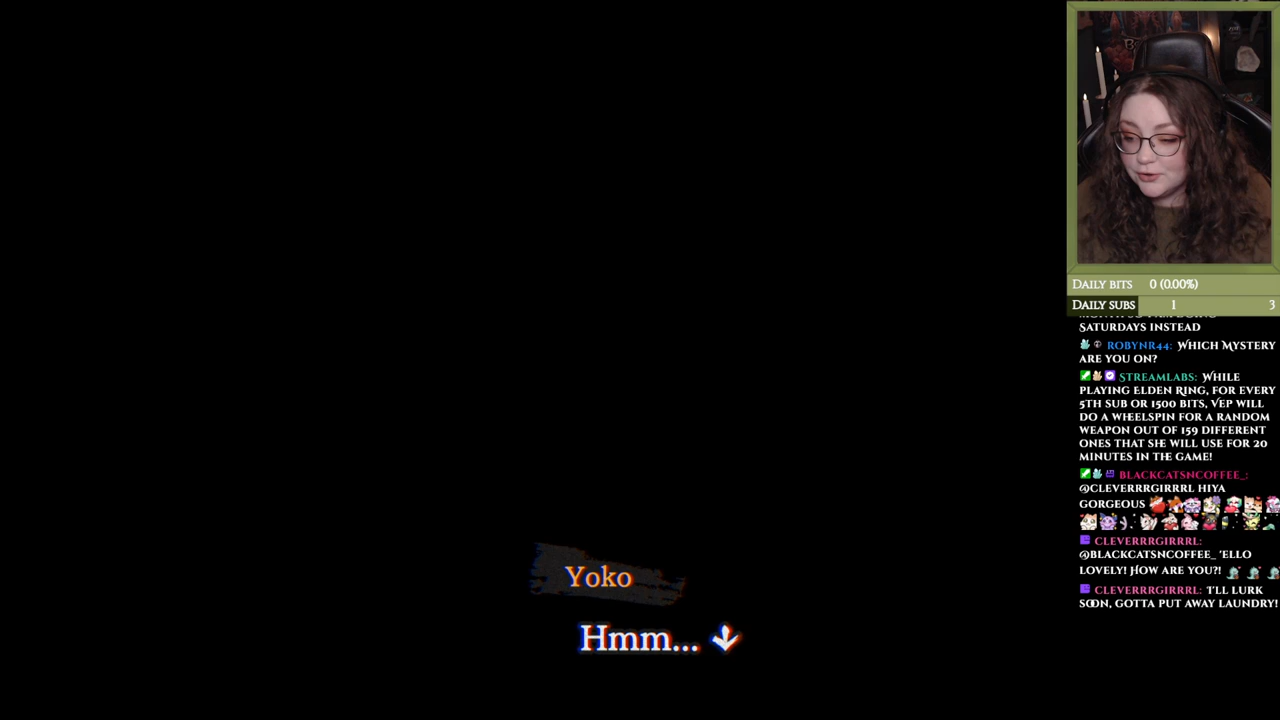 Yoko
Hmm...
Daily bits 0 (0.00%)
Daily subs 1 3
Saturdays instead
RobynR44: Which Mystery
are you on?
Streamlabs: While
playing Elden Ring, for every
5th sub or 1500 bits, Vep will
do a wheelspin for a random
weapon out of 159 different
ones that she will use for 20
minutes in the game!
blackcatsncoffee_:
@cleverrrgirrrl hiya
gorgeous
cleverrrgirrrl:
@blackcatsncoffee_ 'ello
lovely! How are you?!
cleverrrgirrrl: I'll lurk
soon, gotta put away laundry!